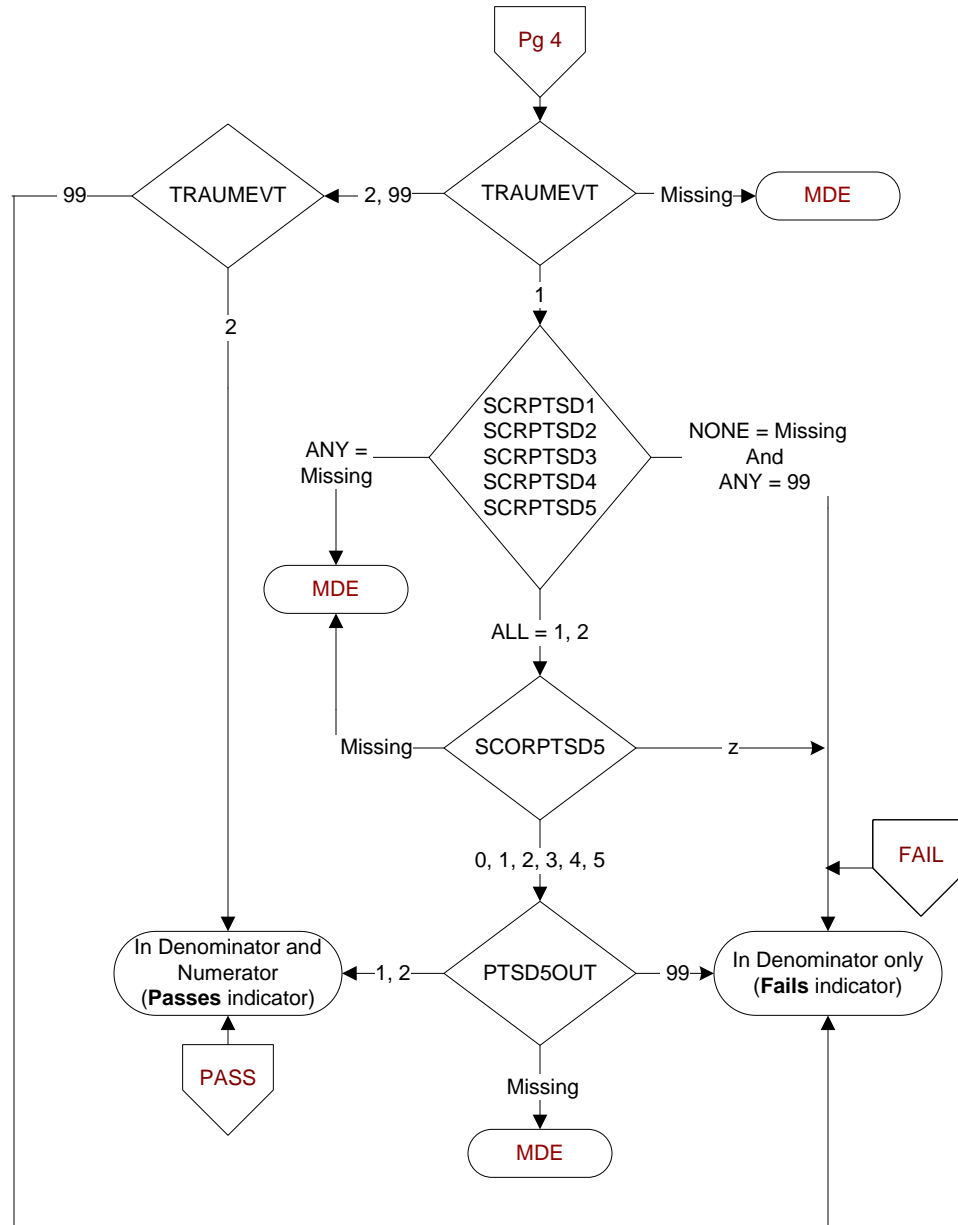 Pg 4
TRAUMEVT
TRAUMEVT
99
2, 99
Missing
MDE
1
2
SCRPTSD1
SCRPTSD2
SCRPTSD3
SCRPTSD4
SCRPTSD5
ANY =
Missing
NONE = Missing
And
ANY = 99
MDE
ALL = 1, 2
Missing
SCORPTSD5
z
0, 1, 2, 3, 4, 5
FAIL
In Denominator and
Numerator
(Passes indicator)
1, 2
PTSD5OUT
99
In Denominator only
(Fails indicator)
PASS
Missing
MDE